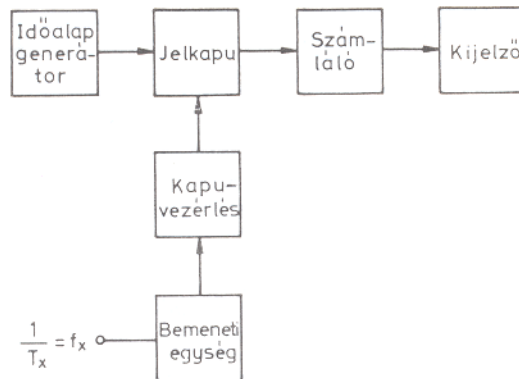 Időalap
generá-
tor
Jelkapu
Szám-
láló
Kijelző
Kapu-
vezérlés
Bemeneti
egység
1/Tx = fx